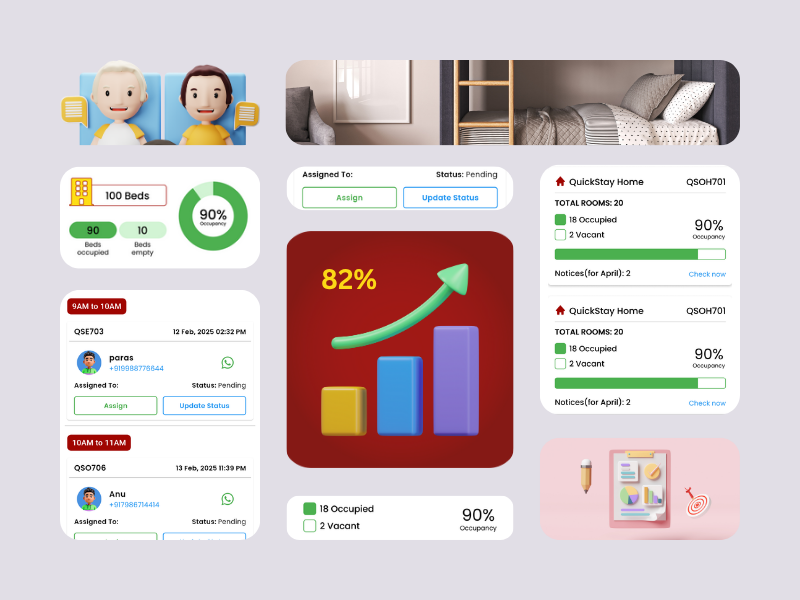 100 Beds
90
Beds
occupied
10
Beds
empty
90%
Occupancy
9AM to 10AM
QSE703
12 Feb, 2025 02:32 PM
paras
+919988776644
Assigned To:
Status: Pending
Assign
Update Status
10AM to 11AM
QSO706
13 Feb, 2025 11:39 PM
Anu
+917988714414
Assigned To:
Status: Pending
Assigned To:
Status: Pending
Assign
Update Status
82%
18 Occupied
2 Vacant
90%
Occupancy
QuickStay Home
QSOH701
TOTAL ROOMS: 20
18 Occupied
2 Vacant
90%
Occupancy
Notices(for April): 2
Check now
QuickStay Home
QSOH701
TOTAL ROOMS: 20
18 Occupied
2 Vacant
90%
Occupancy
Notices(for April): 2
Check now